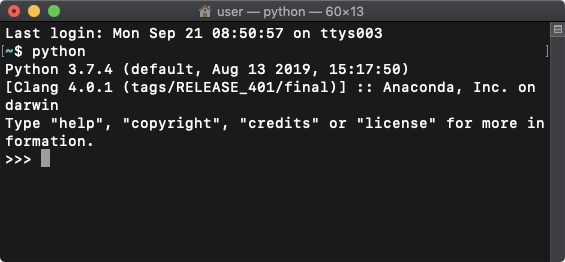 user — python — 60×13
Last login: Mon Sep 21 08:50:57 on ttys003
[~$ python ]
Python 3.7.4 (default, Aug 13 2019, 15:17:50)
[Clang 4.0.1 (tags/RELEASE_401/final)] :: Anaconda, Inc. on
darwin
Type "help", "copyright", "credits" or "license" for more in
formation.
>>>